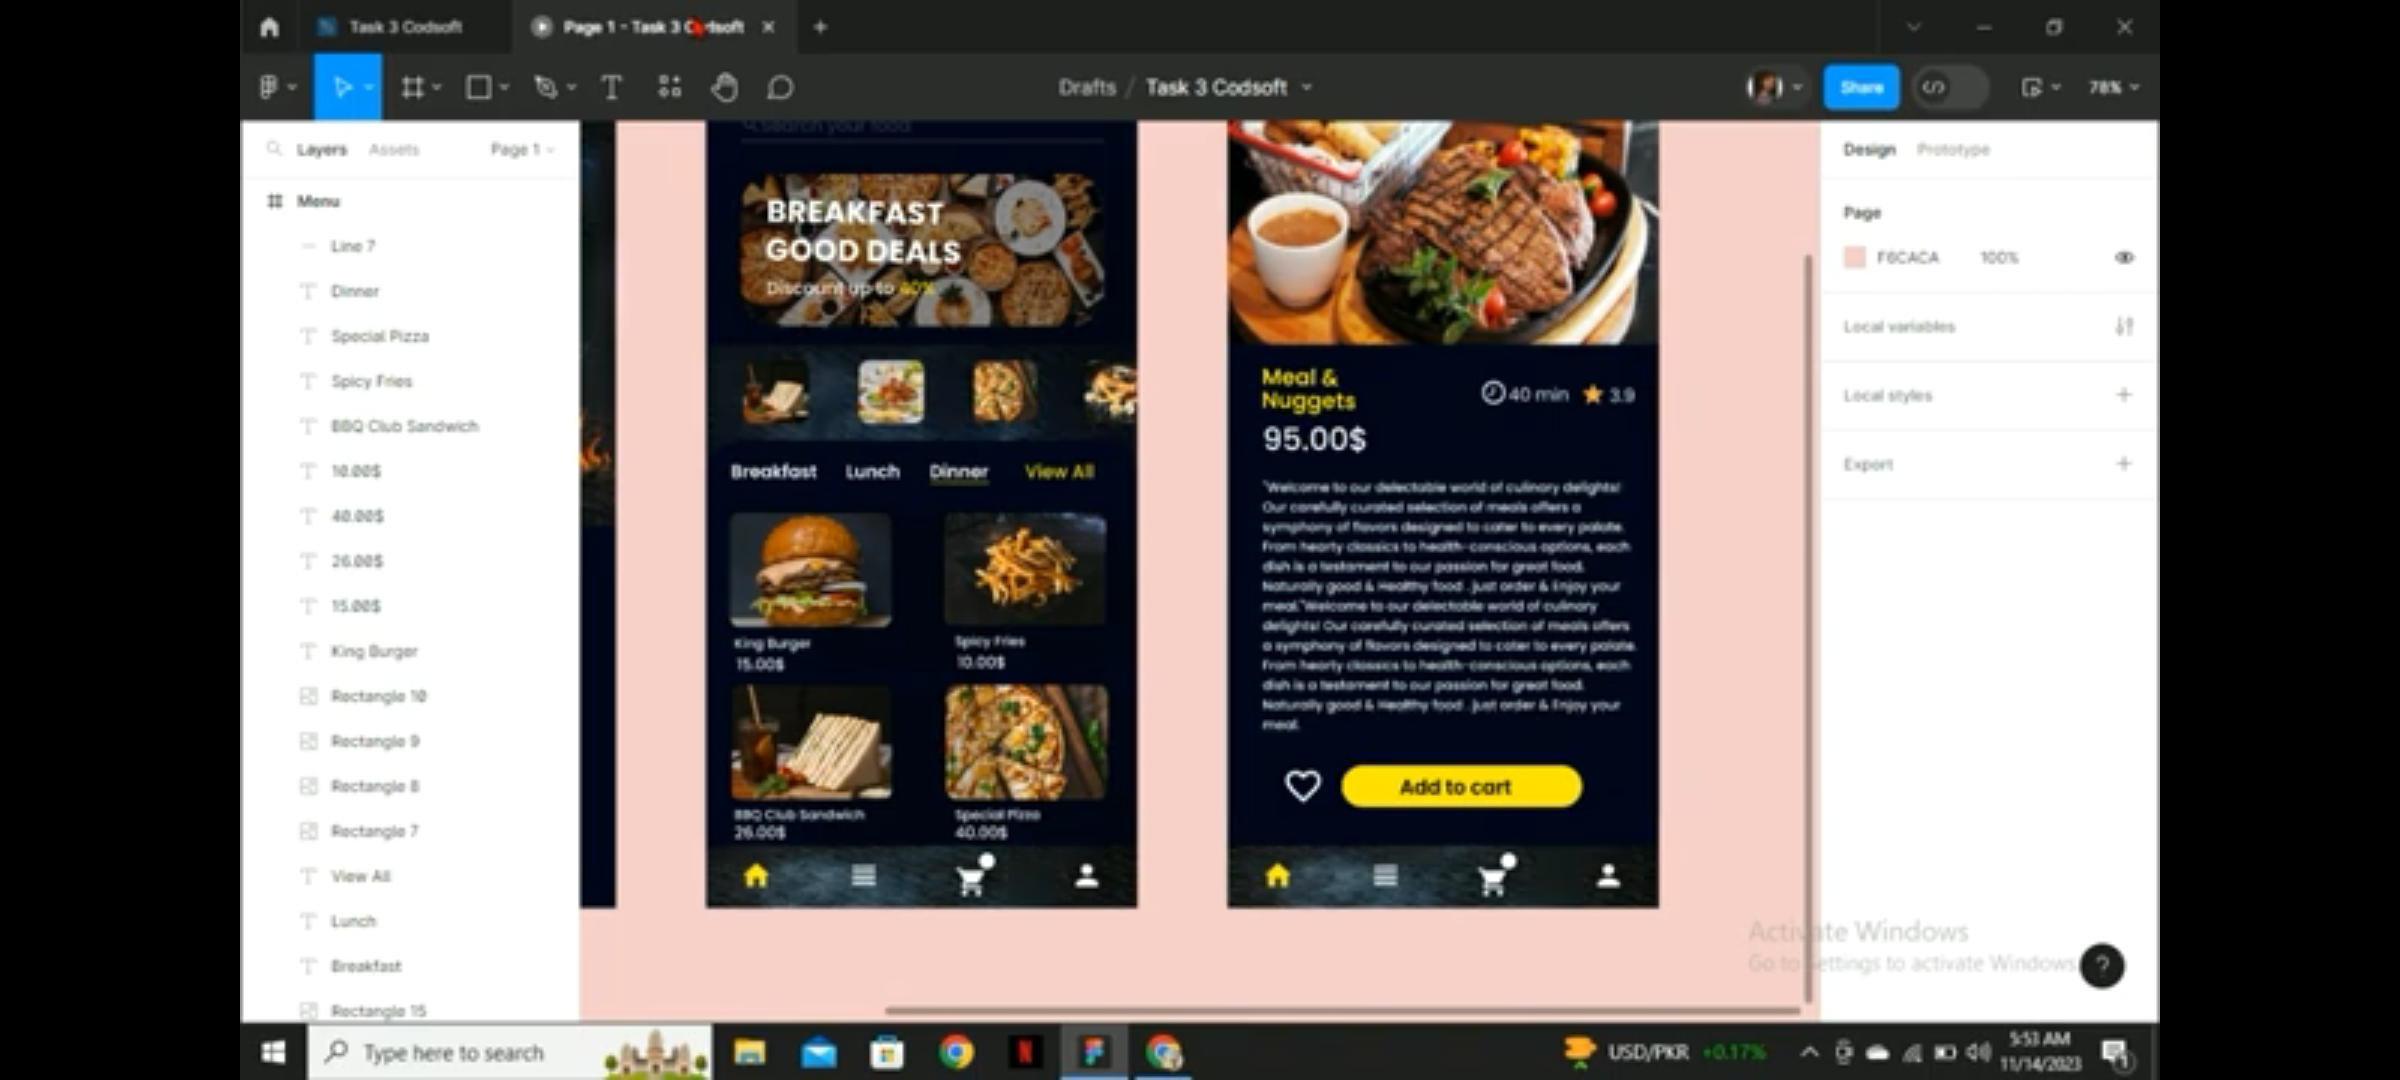 Task 3 Codsoft
Page 1 - Task 3 Codsoft
Drafts / Task 3 Codsoft
Share
78%
Layers
Assets
Page 1
Menu
Line 7
Dinner
Special Pizza
Spicy Fries
BBQ Club Sandwich
10.00$
40.00$
26.00$
15.00$
King Burger
Rectangle 10
Rectangle 9
Rectangle 8
Rectangle 7
View All
Lunch
Breakfast
Rectangle 15
Search your food
BREAKFAST
GOOD DEALS
Discount up to 40%
Breakfast
Lunch
Dinner
View All
King Burger
15.00$
Spicy Fries
10.00$
BBQ Club Sandwich
26.00$
Special Pizza
40.00$
Meal &
Nuggets
40 min
3.9
95.00$
"Welcome to our delectable world of culinary delights!
Our carefully curated selection of meals offers a
symphony of flavors designed to cater to every palate.
From hearty classics to health-conscious options, each
dish is a testament to our passion for great food.
Naturally good & Healthy food . just order & Enjoy your
meal."Welcome to our delectable world of culinary
delights! Our carefully curated selection of meals offers
a symphony of flavors designed to cater to every palate.
From hearty classics to health-conscious options, each
dish is a testament to our passion for great food.
Naturally good & Healthy food . just order & Enjoy your
meal.
Add to cart
Design
Prototype
Page
F6CACA
100%
Local variables
Local styles
Export
Activate Windows
Go to Settings to activate Windows.
?
Type here to search
N
USD/PKR +0.17%
5:53 AM
11/14/2023
1